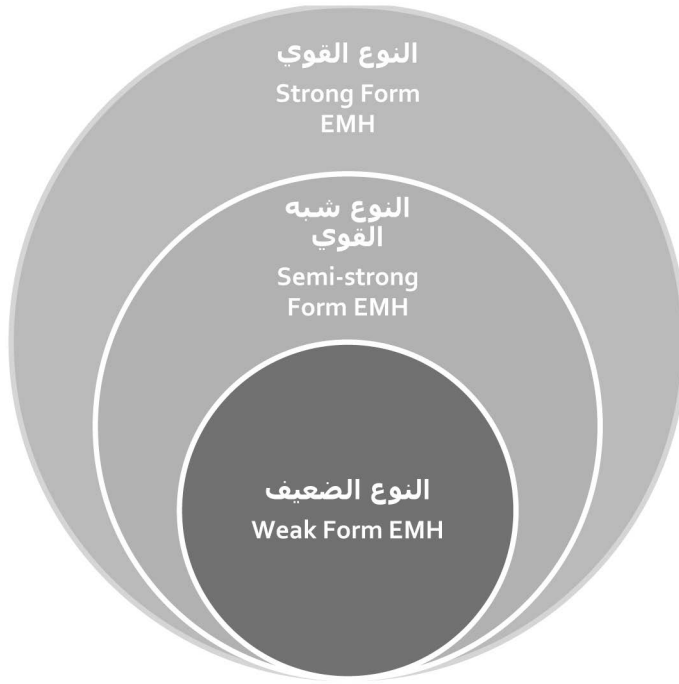 النوع القوي
Strong Form
EMH
النوع شبه
القوي
Semi-strong
Form EMH
النوع الضعيف
Weak Form EMH